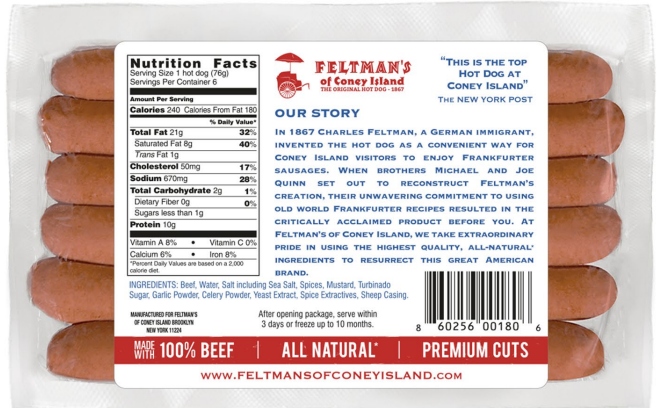 Nutrition Facts
Serving Size 1 hot dog (76g)
Servings Per Container 6
Amount Per Serving
Calories 240 Calories From Fat 180
% Daily Value*
Total Fat 21g 32%
Saturated Fat 8g 40%
Trans Fat 1g
Cholesterol 50mg 17%
Sodium 670mg 28%
Total Carbohydrate 2g 1%
Dietary Fiber 0g 0%
Sugars less than 1g
Protein 10g
Vitamin A 8% • Vitamin C 0%
Calcium 6% • Iron 8%
*Percent Daily Values are based on a 2,000
calorie diet.
FELTMAN'S
of Coney Island
THE ORIGINAL HOT DOG - 1867
"THIS IS THE TOP
HOT DOG AT
CONEY ISLAND"
THE NEW YORK POST
OUR STORY
IN 1867 CHARLES FELTMAN, A GERMAN IMMIGRANT,
INVENTED THE HOT DOG AS A CONVENIENT WAY FOR
CONEY ISLAND VISITORS TO ENJOY FRANKFURTER
SAUSAGES. WHEN BROTHERS MICHAEL AND JOE
QUINN SET OUT TO RECONSTRUCT FELTMAN'S
CREATION, THEIR UNWAVERING COMMITMENT TO USING
OLD WORLD FRANKFURTER RECIPES RESULTED IN THE
CRITICALLY ACCLAIMED PRODUCT BEFORE YOU. AT
FELTMAN'S OF CONEY ISLAND, WE TAKE EXTRAORDINARY
PRIDE IN USING THE HIGHEST QUALITY, ALL-NATURAL*
INGREDIENTS TO RESURRECT THIS GREAT AMERICAN
BRAND.
INGREDIENTS: Beef, Water, Salt including Sea Salt, Spices, Mustard, Turbinado
Sugar, Garlic Powder, Celery Powder, Yeast Extract, Spice Extractives, Sheep Casing.
MANUFACTURED FOR FELTMAN'S
OF CONEY ISLAND BROOKLYN
NEW YORK 11224
After opening package, serve within
3 days or freeze up to 10 months.
8 60256 00180 6
MADE WITH 100% BEEF | ALL NATURAL* | PREMIUM CUTS
WWW.FELTMANSOFCONEYISLAND.COM